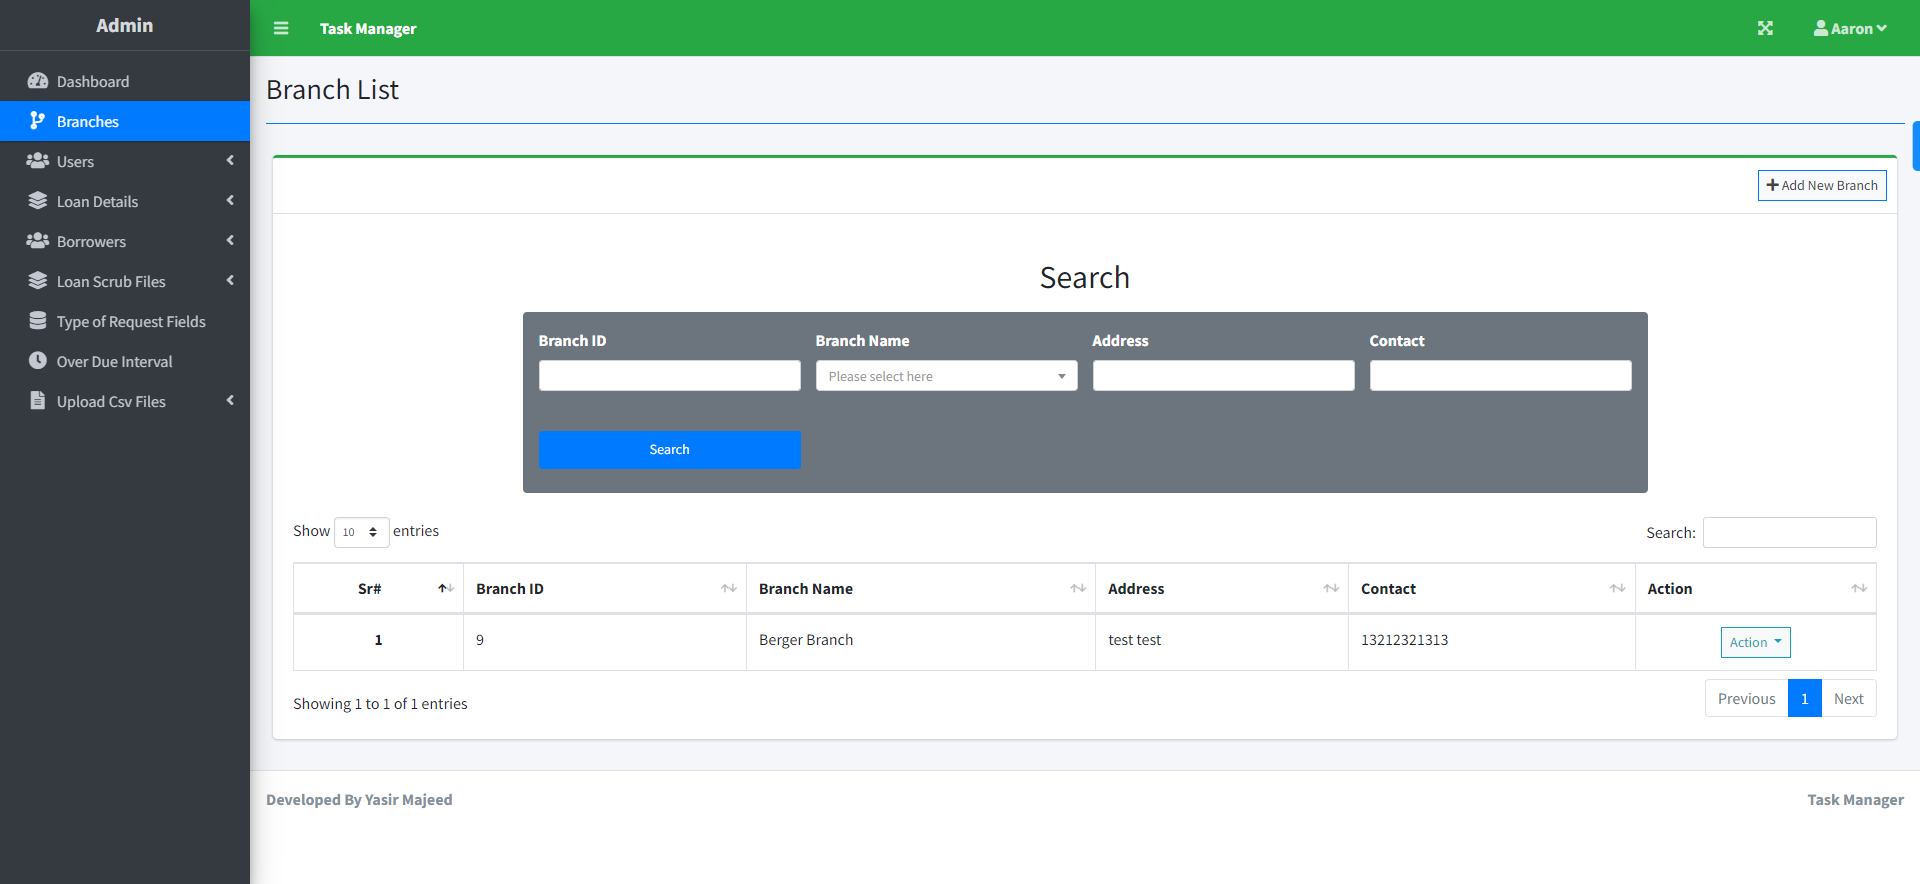 Admin
Task Manager
Aaron
Dashboard
Branches
Users
Loan Details
Borrowers
Loan Scrub Files
Type of Request Fields
Over Due Interval
Upload Csv Files
Branch List
Add New Branch
Search
Branch ID Branch Name Address Contact
Please select here
Search
Show 10 entries
Search:
Sr# Branch ID Branch Name Address Contact Action
1 9 Berger Branch test test 13212321313 Action
Showing 1 to 1 of 1 entries
Previous 1 Next
Developed By Yasir Majeed
Task Manager